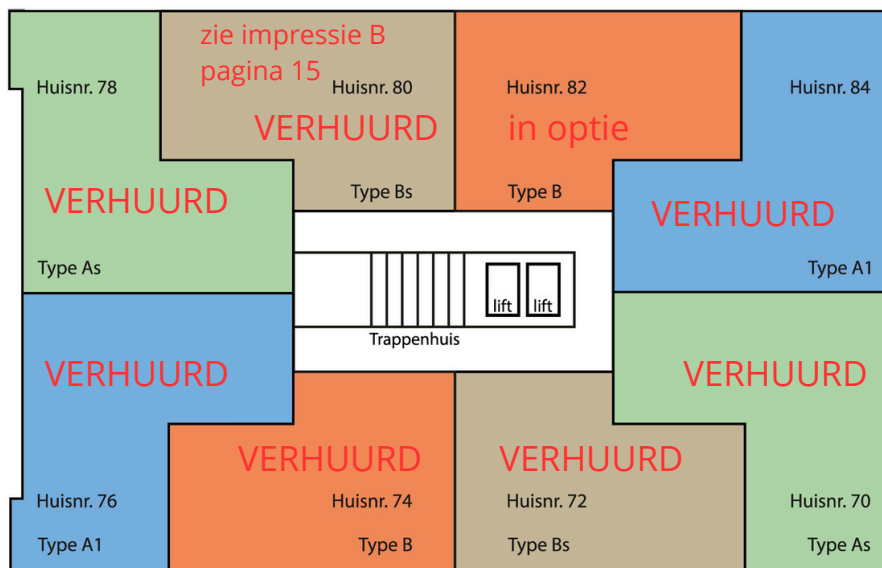 zie impressie B
pagina 15
Huisnr. 78
Huisnr. 80
Huisnr. 82
Huisnr. 84
VERHUURD
in optie
VERHUURD
VERHUURD
Type Bs
Type B
Type As
Type A1
lift
lift
Trappenhuis
VERHUURD
VERHUURD
VERHUURD
VERHUURD
Huisnr. 76
Huisnr. 74
Huisnr. 72
Huisnr. 70
Type A1
Type B
Type Bs
Type As